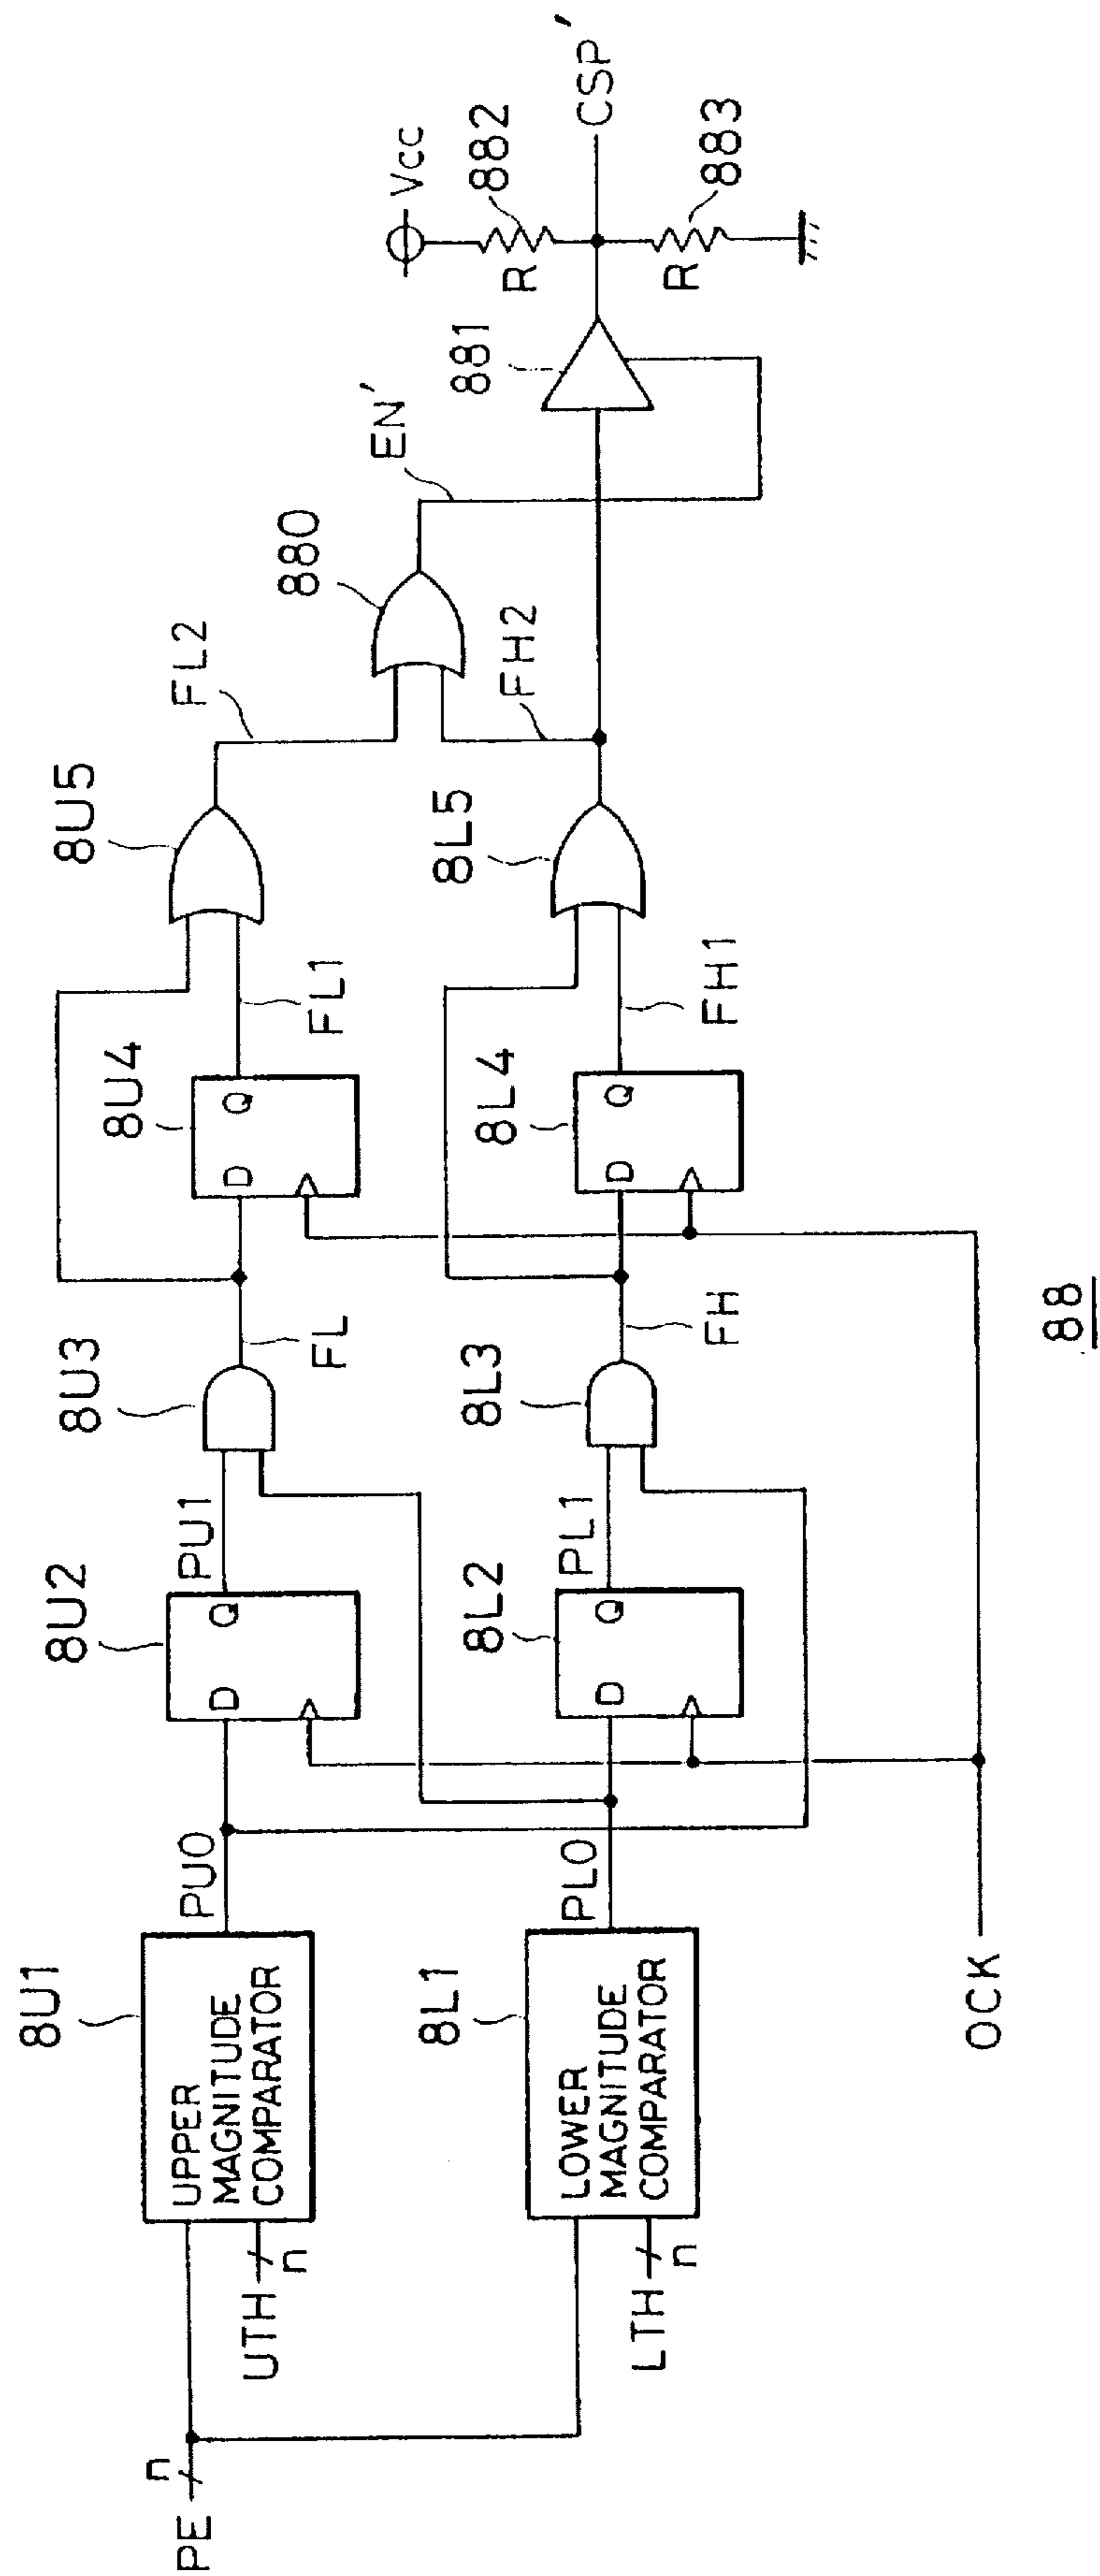 PE
n
UTH
n
LTH
n
8U1
UPPER
MAGNITUDE
COMPARATOR
8L1
LOWER
MAGNITUDE
COMPARATOR
PU0
PL0
OCK
8U2
D
Q
8L2
D
Q
PU1
PL1
8U3
8L3
FL
FH
8U4
D
Q
8L4
D
Q
FL1
FH1
8U5
8L5
FL2
FH2
880
EN'
881
Vcc
R
882
R
883
CSP'
88